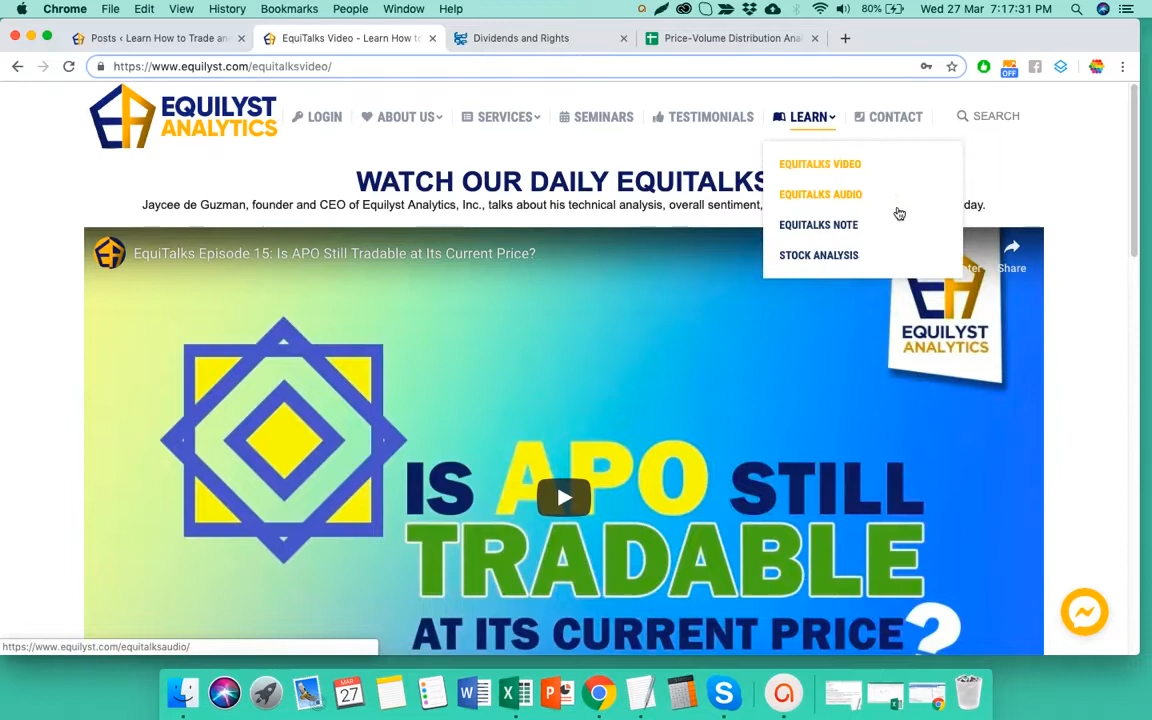 Chrome File Edit View History Bookmarks People Window Help 80% Wed 27 Mar 7:17:31 PM
Posts ‹ Learn How to Trade an
EquiTalks Video - Learn How to
Dividends and Rights
Price-Volume Distribution Anal
https://www.equilyst.com/equitalksvideo/
OFF
EQUILYST
ANALYTICS
LOGIN ABOUT US SERVICES SEMINARS TESTIMONIALS LEARN CONTACT SEARCH
EQUITALKS VIDEO
EQUITALKS AUDIO
EQUITALKS NOTE
STOCK ANALYSIS
WATCH OUR DAILY EQUITALKS
Jaycee de Guzman, founder and CEO of Equilyst Analytics, Inc., talks about his technical analysis, overall sentiment, day.
EquiTalks Episode 15: Is APO Still Tradable at Its Current Price?
Share
EQUILYST
ANALYTICS
IS APO STILL
TRADABLE
AT ITS CURRENT PRICE?
https://www.equilyst.com/equitalksaudio/
MAR
27